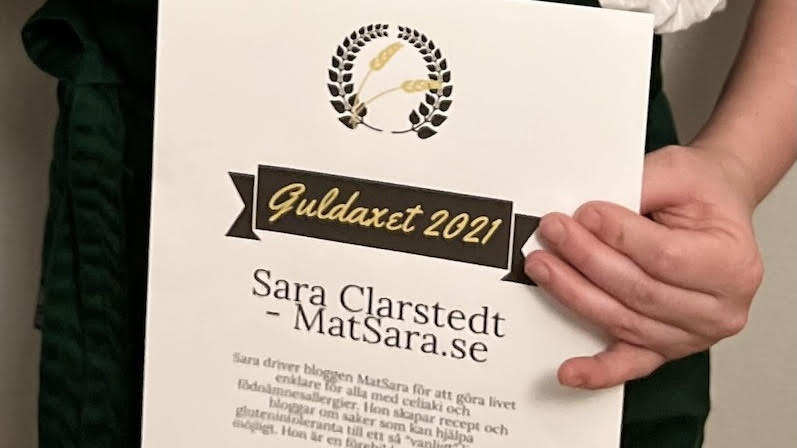 Guldaxet 2021
Sara Clarstedt
- MatSara.se
Sara driver bloggen MatSara för att göra livet
enklare för alla med celiaki och
födoämnesallergier. Hon skapar recept och
bloggar om saker som kan hjälpa
glutenintoleranta till ett så "vanligt"
möjligt. Hon är en förebild